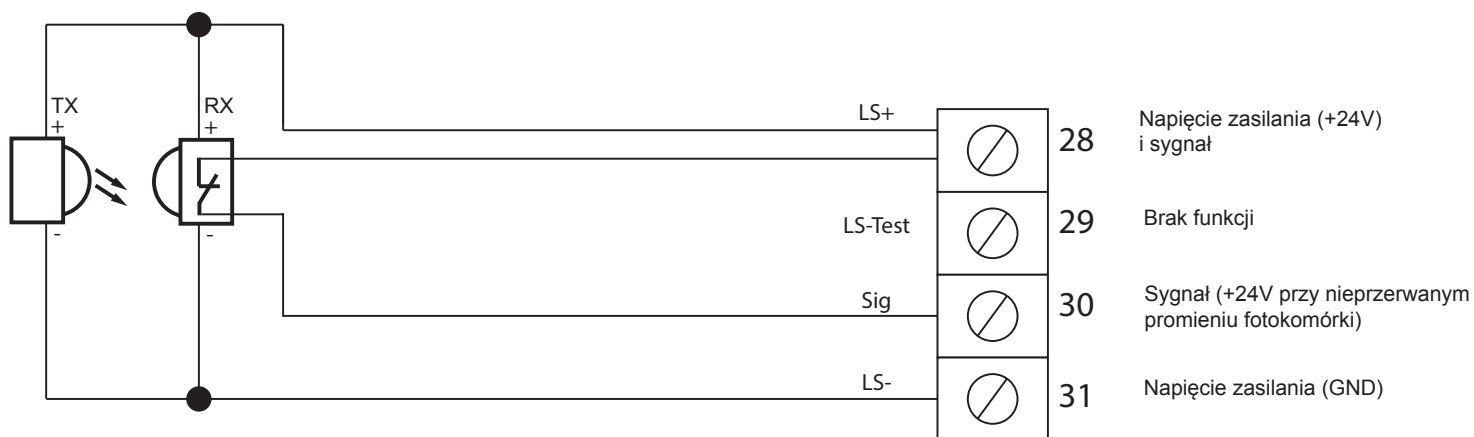 TX
+
-
RX
+
-
LS+
28
Napięcie zasilania (+24V)
i sygnał
LS-Test
29
Brak funkcji
Sig
30
Sygnał (+24V przy nieprzerwanym
promieniu fotokomórki)
LS-
31
Napięcie zasilania (GND)